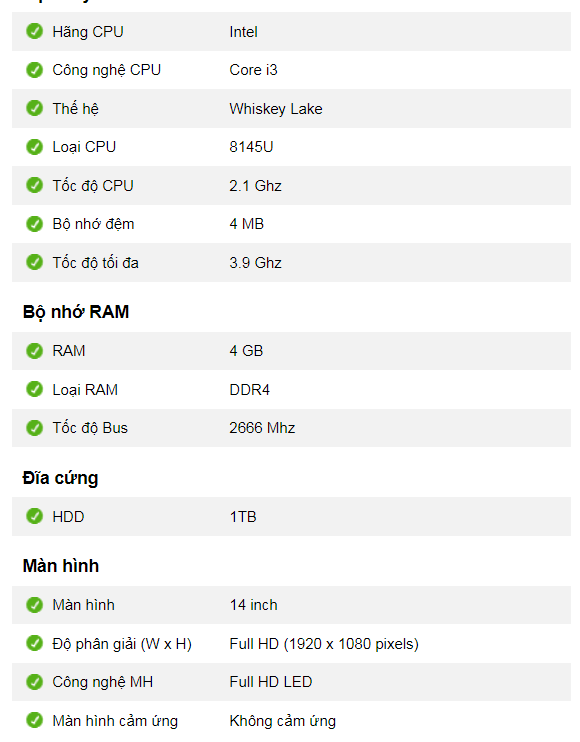 Hãng CPU Intel
Công nghệ CPU Core i3
Thế hệ Whiskey Lake
Loại CPU 8145U
Tốc độ CPU 2.1 Ghz
Bộ nhớ đệm 4 MB
Tốc độ tối đa 3.9 Ghz
Bộ nhớ RAM
RAM 4 GB
Loại RAM DDR4
Tốc độ Bus 2666 Mhz
Đĩa cứng
HDD 1TB
Màn hình
Màn hình 14 inch
Độ phân giải (W x H) Full HD (1920 x 1080 pixels)
Công nghệ MH Full HD LED
Màn hình cảm ứng Không cảm ứng